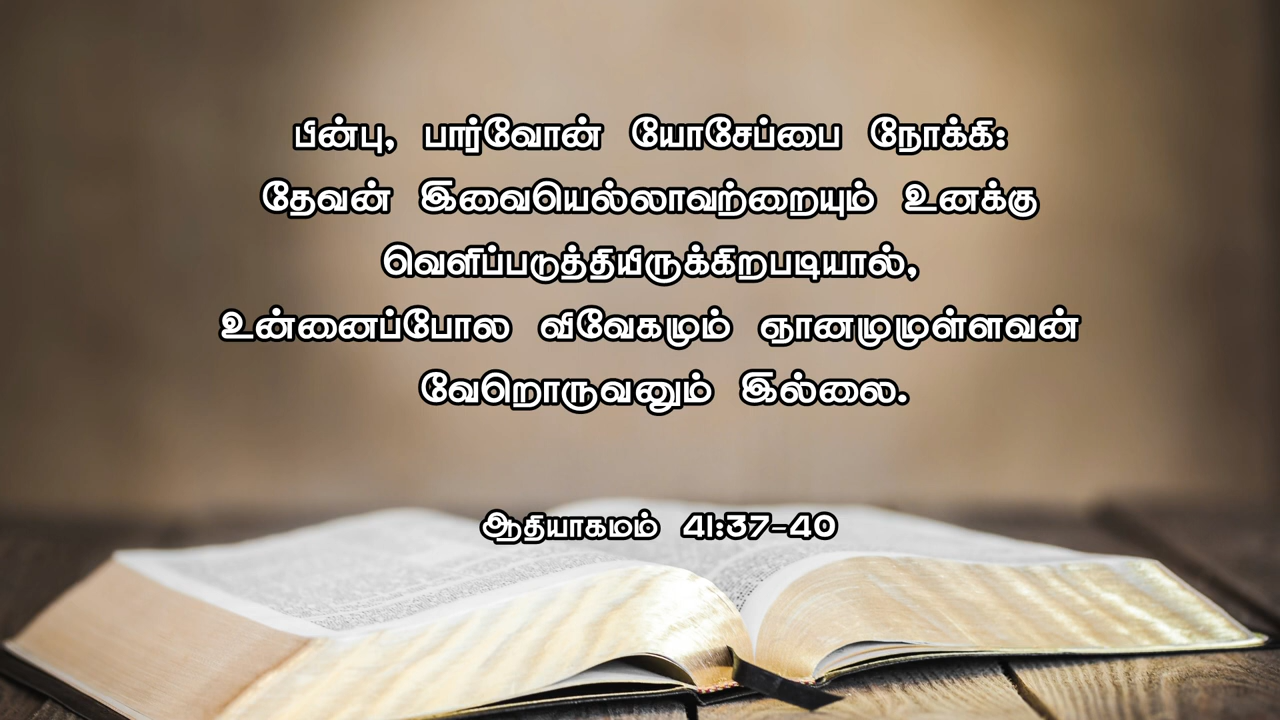 பின்பு, பார்வோன் யோசேப்பை நோக்கி:
தேவன் இவையெல்லாவற்றையும் உனக்கு
வெளிப்படுத்தியிருக்கிறபடியால்,
உன்னைப்போல விவேகமும் ஞானமுமுள்ளவன்
வேறொருவனும் இல்லை.
ஆதியாகமம் 41:37-40